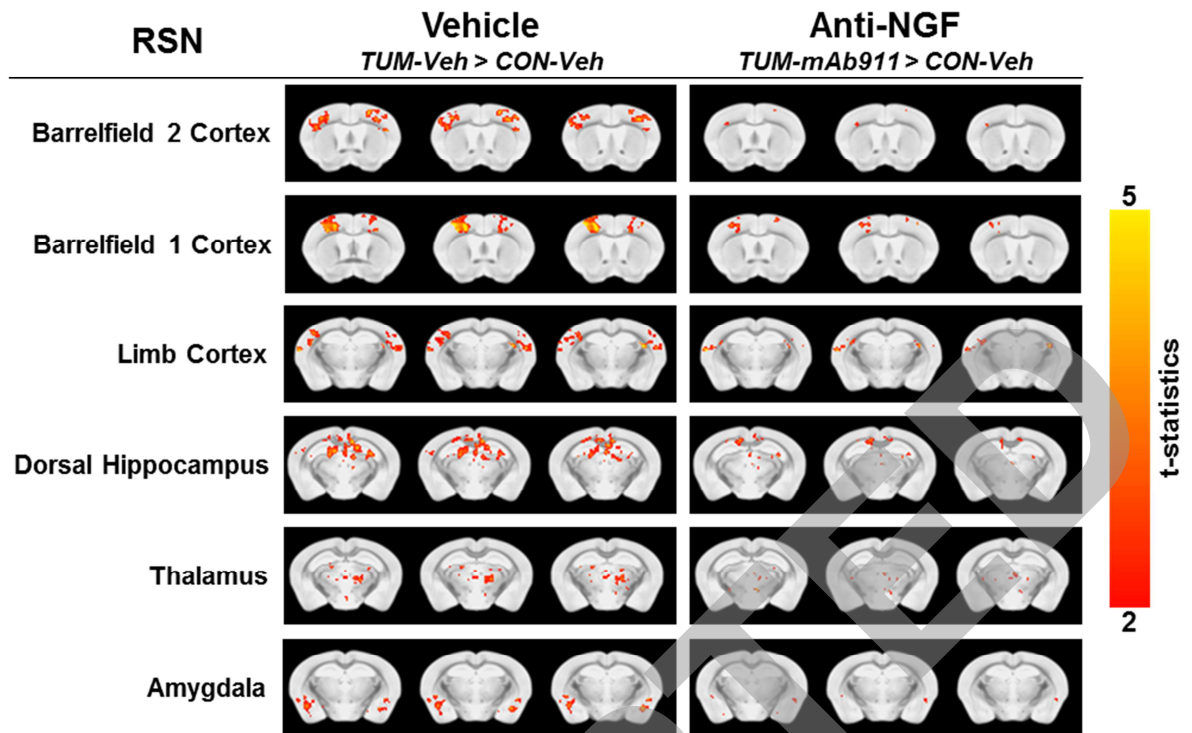 RSN
Vehicle
TUM-Veh > CON-Veh
Anti-NGF
TUM-mAb911 > CON-Veh
Barrelfield 2 Cortex
Barrelfield 1 Cortex
Limb Cortex
Dorsal Hippocampus
Thalamus
Amygdala
5
t-statistics
2
TED